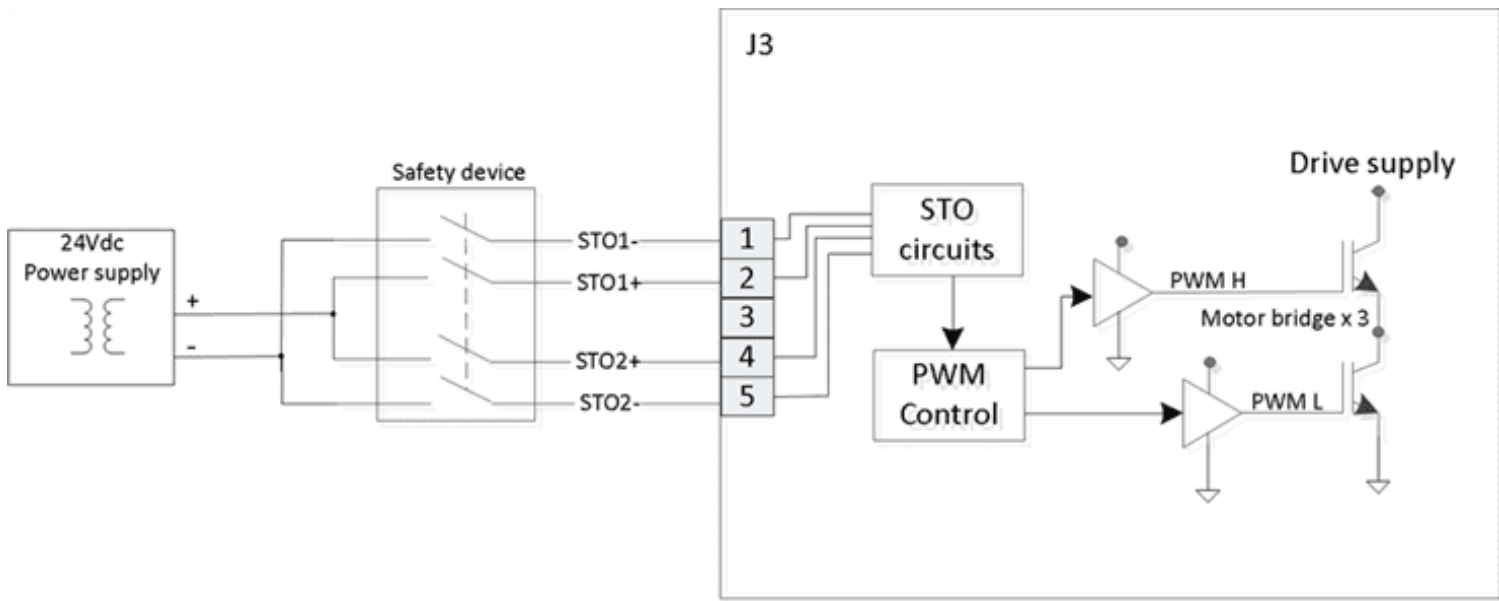 J3
Safety device
Drive supply
24Vdc
Power supply
+
-
STO1-
STO1+
STO2+
STO2-
1
2
3
4
5
STO
circuits
PWM
Control
PWM H
Motor bridge x 3
PWM L